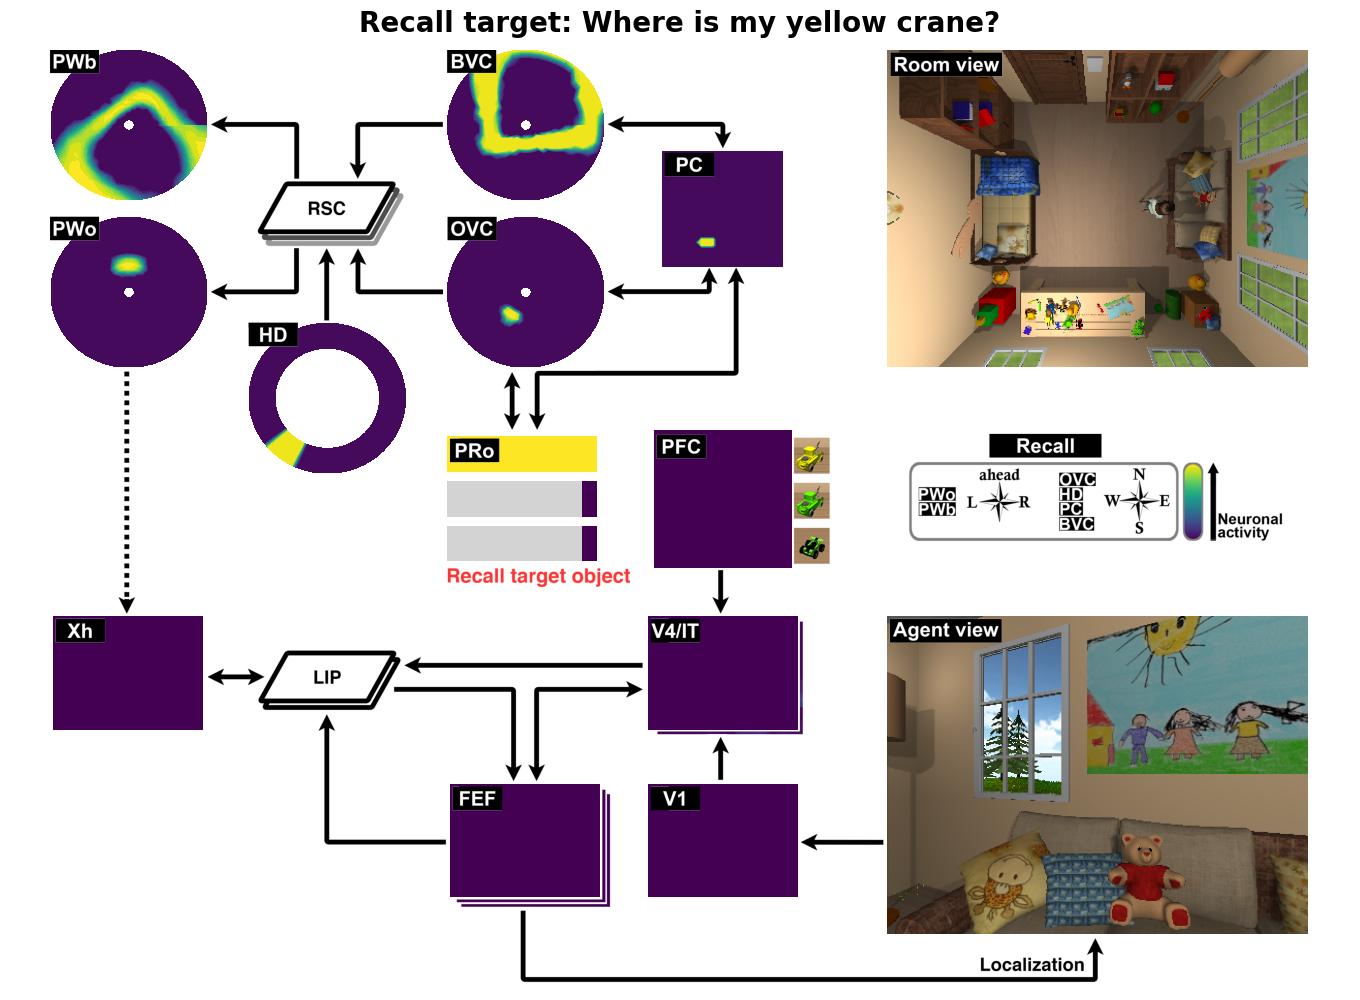 Recall target: Where is my yellow crane?
PWb
BVC
Room view
PC
RSC
PWo
OVC
HD
PRo
PFC
Recall target object
Recall
ahead
L
R
PWo
PWb
OVC
HD
PC
BVC
N
W
E
S
Neuronal
activity
Xh
LIP
V4/IT
Agent view
FEF
V1
Localization